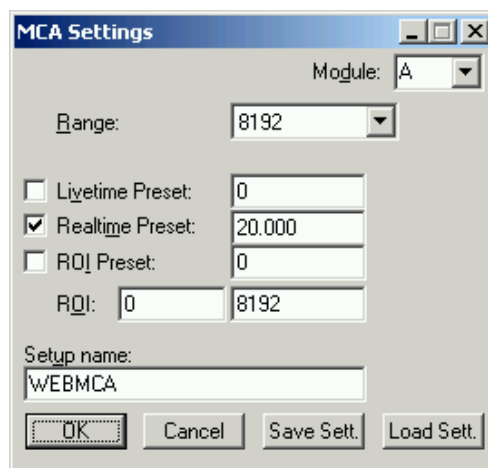 MCA Settings
Module: A
Range: 8192
Livetime Preset: 0
Realtime Preset: 20.000
ROI Preset: 0
ROI: 0 8192
Setup name:
WEBMCA
OK Cancel Save Sett. Load Sett.